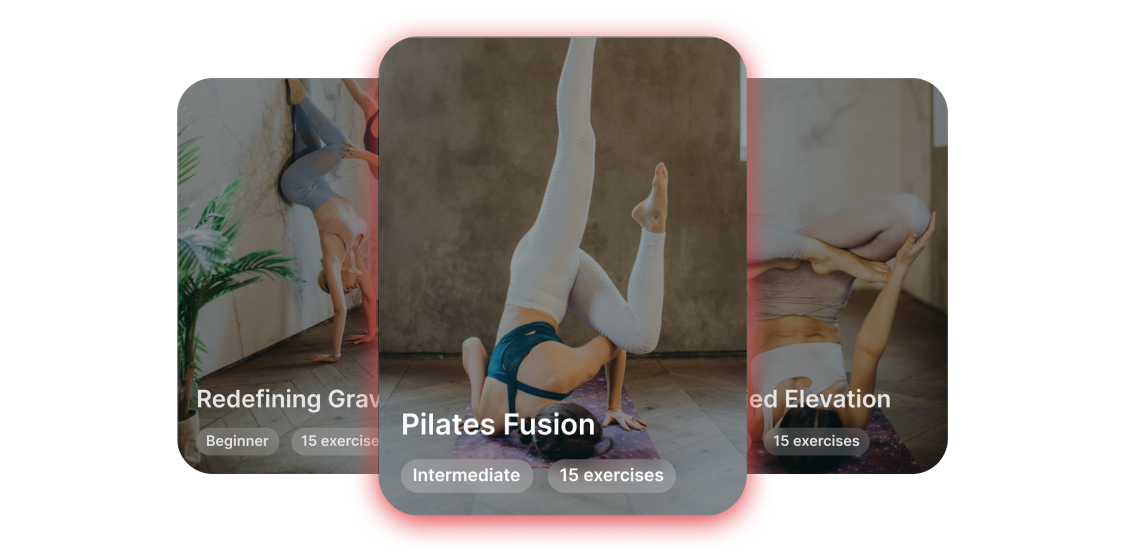 Redefining Grav
Beginner
15 exercise
Pilates Fusion
Intermediate
15 exercises
ed Elevation
15 exercises